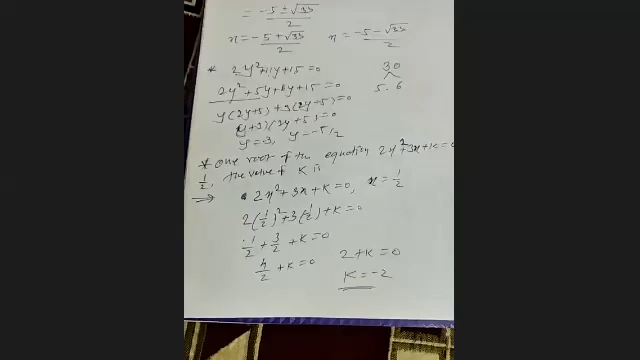 = -5 ± √33 / 2
x = -5 + √33 / 2    x = -5 - √33 / 2
* 2y² + 11y + 15 = 0    30
2y² + 5y + 6y + 15 = 0    5. 6
y(2y+5) + 3(2y+5) = 0
(y+3)(2y+5) = 0
y = 3, y = -5/2
* One root of the equation 2x² + 3x + k = 0
1/2, the value of k is
⇒ 2x² + 3x + k = 0, x = 1/2
2(1/2)² + 3(1/2) + k = 0
1/2 + 3/2 + k = 0
4/2 + k = 0    2 + k = 0
k = -2